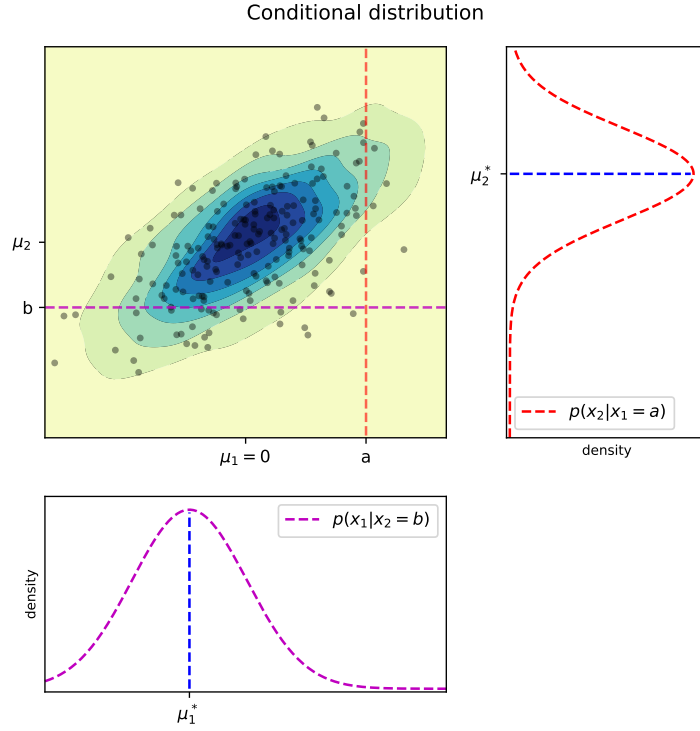 Conditional distribution
μ₂
b
μ₁ = 0
a
μ₂*
p(x₂|x₁ = a)
density
density
p(x₁|x₂ = b)
μ₁*